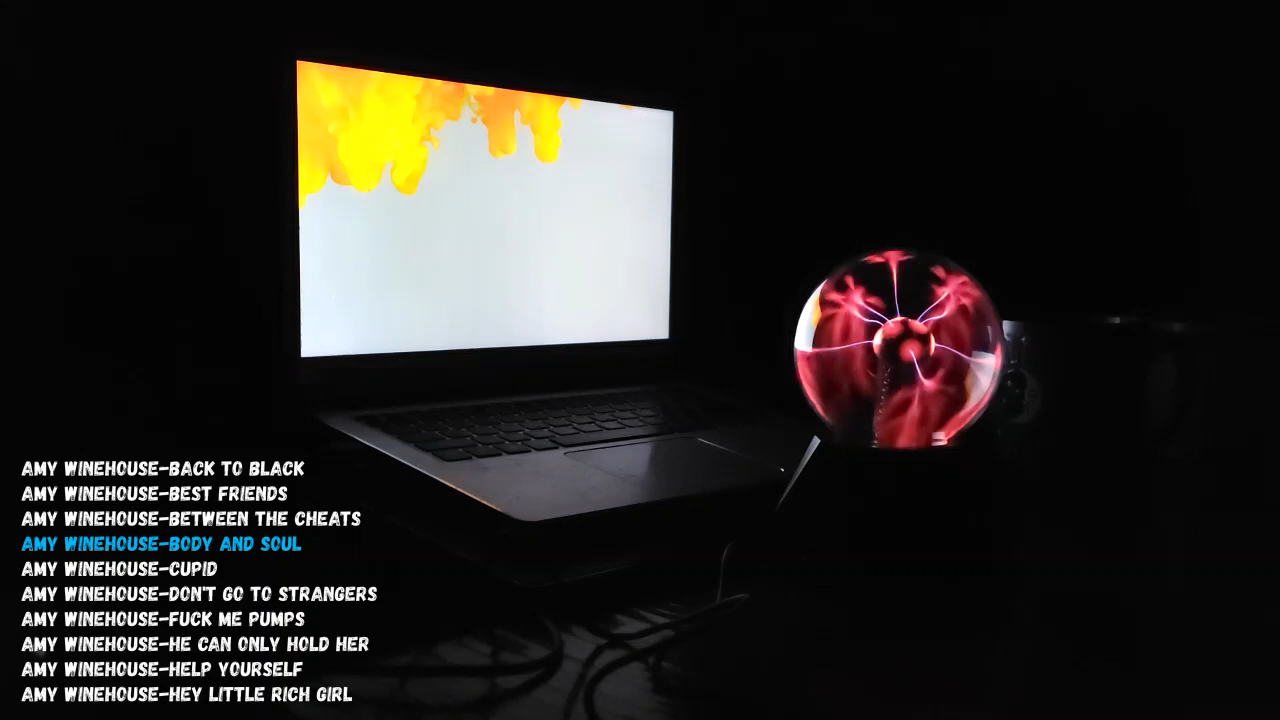 AMY WINEHOUSE-BACK TO BLACK
AMY WINEHOUSE-BEST FRIENDS
AMY WINEHOUSE-BETWEEN THE CHEATS
AMY WINEHOUSE-BODY AND SOUL
AMY WINEHOUSE-CUPID
AMY WINEHOUSE-DON'T GO TO STRANGERS
AMY WINEHOUSE-FUCK ME PUMPS
AMY WINEHOUSE-HE CAN ONLY HOLD HER
AMY WINEHOUSE-HELP YOURSELF
AMY WINEHOUSE-HEY LITTLE RICH GIRL